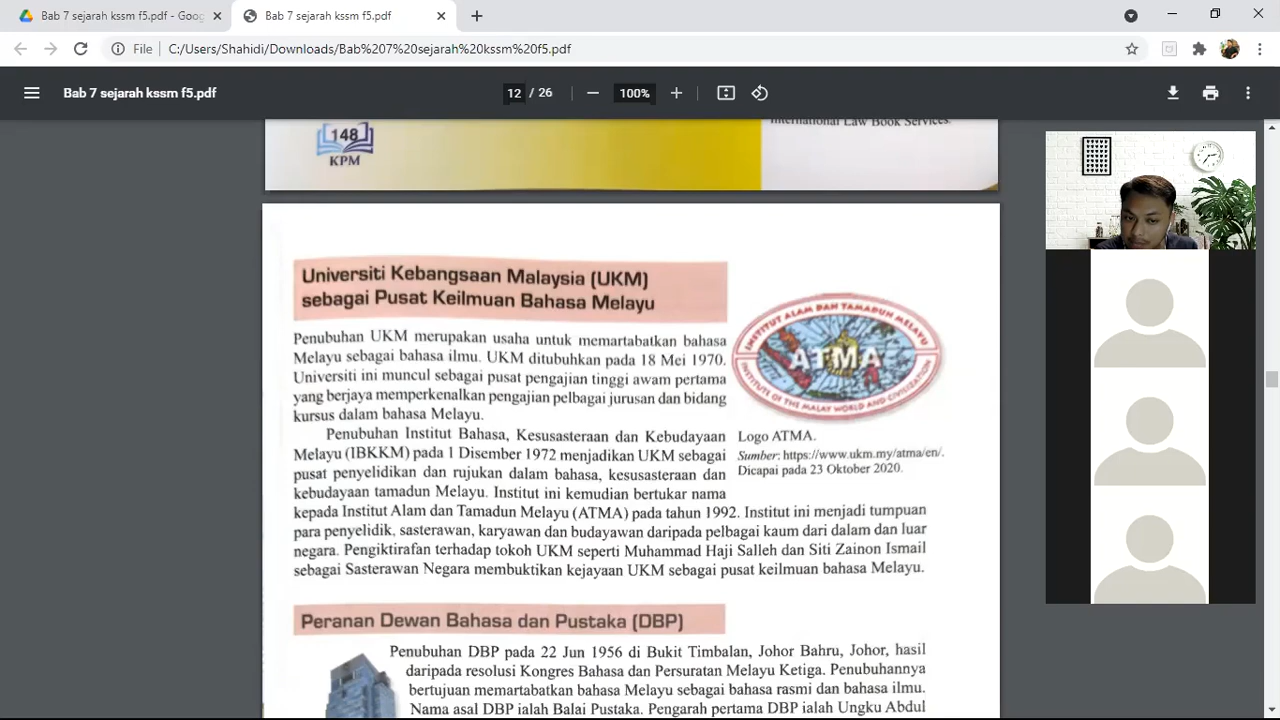 Bab 7 sejarah kssm f5.pdf - Goog
Bab 7 sejarah kssm f5.pdf
File
C:/Users/Shahidi/Downloads/Bab%207%20sejarah%20kssm%20f5.pdf
Bab 7 sejarah kssm f5.pdf
12 / 26
100%
International Law Book Services.
148
KPM
Universiti Kebangsaan Malaysia (UKM)
sebagai Pusat Keilmuan Bahasa Melayu
Penubuhan UKM merupakan usaha untuk memartabatkan bahasa
Melayu sebagai bahasa ilmu. UKM ditubuhkan pada 18 Mei 1970.
Universiti ini muncul sebagai pusat pengajian tinggi awam pertama
yang berjaya memperkenalkan pengajian pelbagai jurusan dan bidang
kursus dalam bahasa Melayu.
INSTITUT ALAM DAN TAMADUN MELAYU
ATMA
INSTITUTE OF THE MALAY WORLD AND CIVILIZATION
Logo ATMA.
Sumber: https://www.ukm.my/atma/en/.
Dicapai pada 23 Oktober 2020.
Penubuhan Institut Bahasa, Kesusasteraan dan Kebudayaan
Melayu (IBKKM) pada 1 Disember 1972 menjadikan UKM sebagai
pusat penyelidikan dan rujukan dalam bahasa, kesusasteraan dan
kebudayaan tamadun Melayu. Institut ini kemudian bertukar nama
kepada Institut Alam dan Tamadun Melayu (ATMA) pada tahun 1992. Institut ini menjadi tumpuan
para penyelidik, sasterawan, karyawan dan budayawan daripada pelbagai kaum dari dalam dan luar
negara. Pengiktirafan terhadap tokoh UKM seperti Muhammad Haji Salleh dan Siti Zainon Ismail
sebagai Sasterawan Negara membuktikan kejayaan UKM sebagai pusat keilmuan bahasa Melayu.
Peranan Dewan Bahasa dan Pustaka (DBP)
Penubuhan DBP pada 22 Jun 1956 di Bukit Timbalan, Johor Bahru, Johor, hasil
daripada resolusi Kongres Bahasa dan Persuratan Melayu Ketiga. Penubuhannya
bertujuan memartabatkan bahasa Melayu sebagai bahasa rasmi dan bahasa ilmu.
Nama asal DBP ialah Balai Pustaka. Pengarah pertama DBP ialah Ungku Abdul